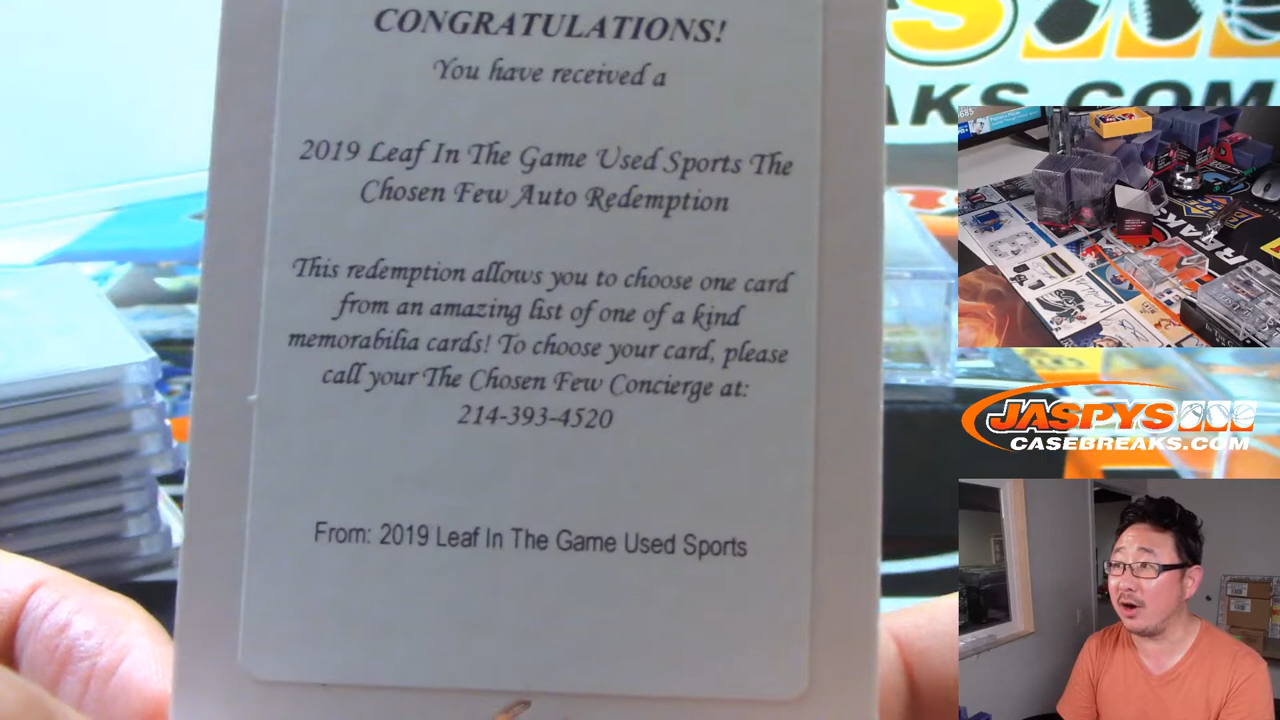 CONGRATULATIONS!
You have received a
2019 Leaf In The Game Used Sports The
Chosen Few Auto Redemption
This redemption allows you to choose one card
from an amazing list of one of a kind
memorabilia cards! To choose your card, please
call your The Chosen Few Concierge at:
214-393-4520
From: 2019 Leaf In The Game Used Sports
S
AKS.COM
BREAKS
JASPYS
CASEBREAKS.COM